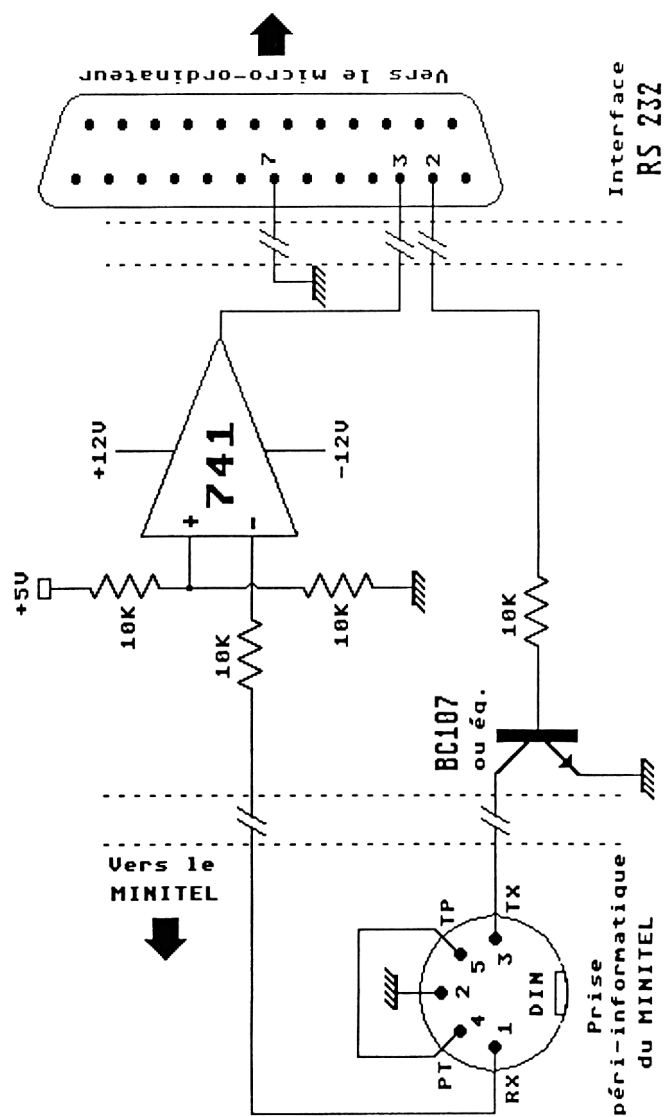 Vers le micro-ordinateur
7
3
2
Interface
RS 232
+12V
-12V
741
+
-
+5V
10K
10K
10K
10K
BC107
ou éq.
Vers le
MINITEL
PT
TP
RX
TX
4
2
5
1
3
DIN
Prise
péri-informatique
du MINITEL